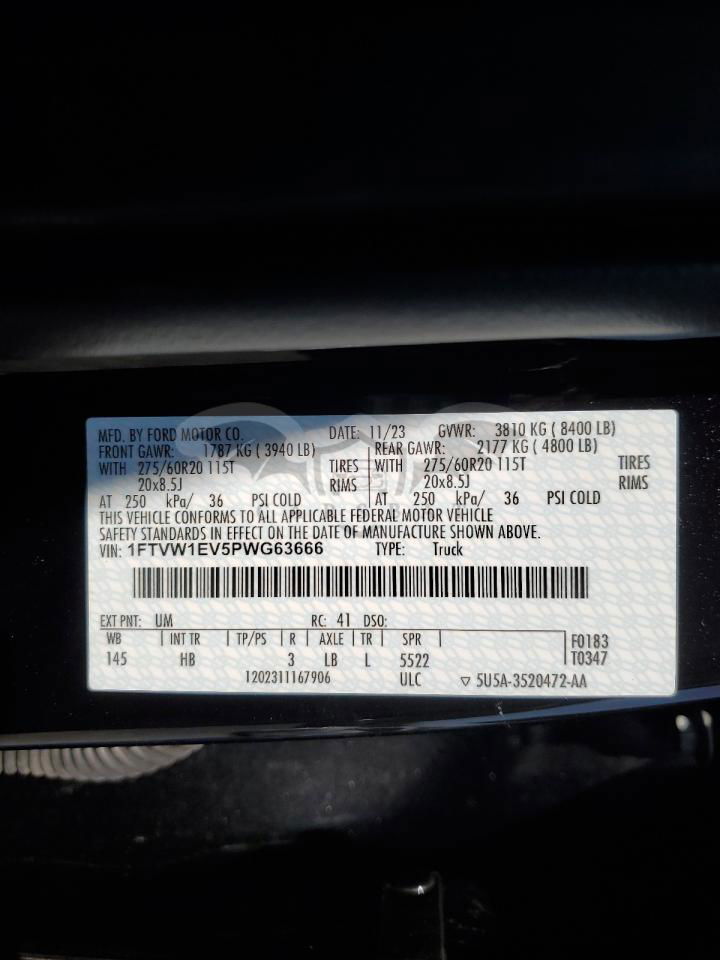 MFD. BY FORD MOTOR CO. DATE: 11/23 GVWR: 3810 KG ( 8400 LB)
FRONT GAWR: 1787 KG ( 3940 LB) REAR GAWR: 2177 KG ( 4800 LB)
WITH 275/60R20 115T TIRES WITH 275/60R20 115T TIRES
20x8.5J RIMS 20x8.5J RIMS
AT 250 kPa/ 36 PSI COLD AT 250 kPa/ 36 PSI COLD
THIS VEHICLE CONFORMS TO ALL APPLICABLE FEDERAL MOTOR VEHICLE
SAFETY STANDARDS IN EFFECT ON THE DATE OF MANUFACTURE SHOWN ABOVE.
VIN: 1FTVW1EV5PWG63666 TYPE: Truck
EXT PNT: UM RC: 41 DSO:
WB INT TR TP/PS R AXLE TR SPR F0183
145 HB 3 LB L 5522 T0347
1202311167906 ULC ▽ 5U5A-3520472-AA